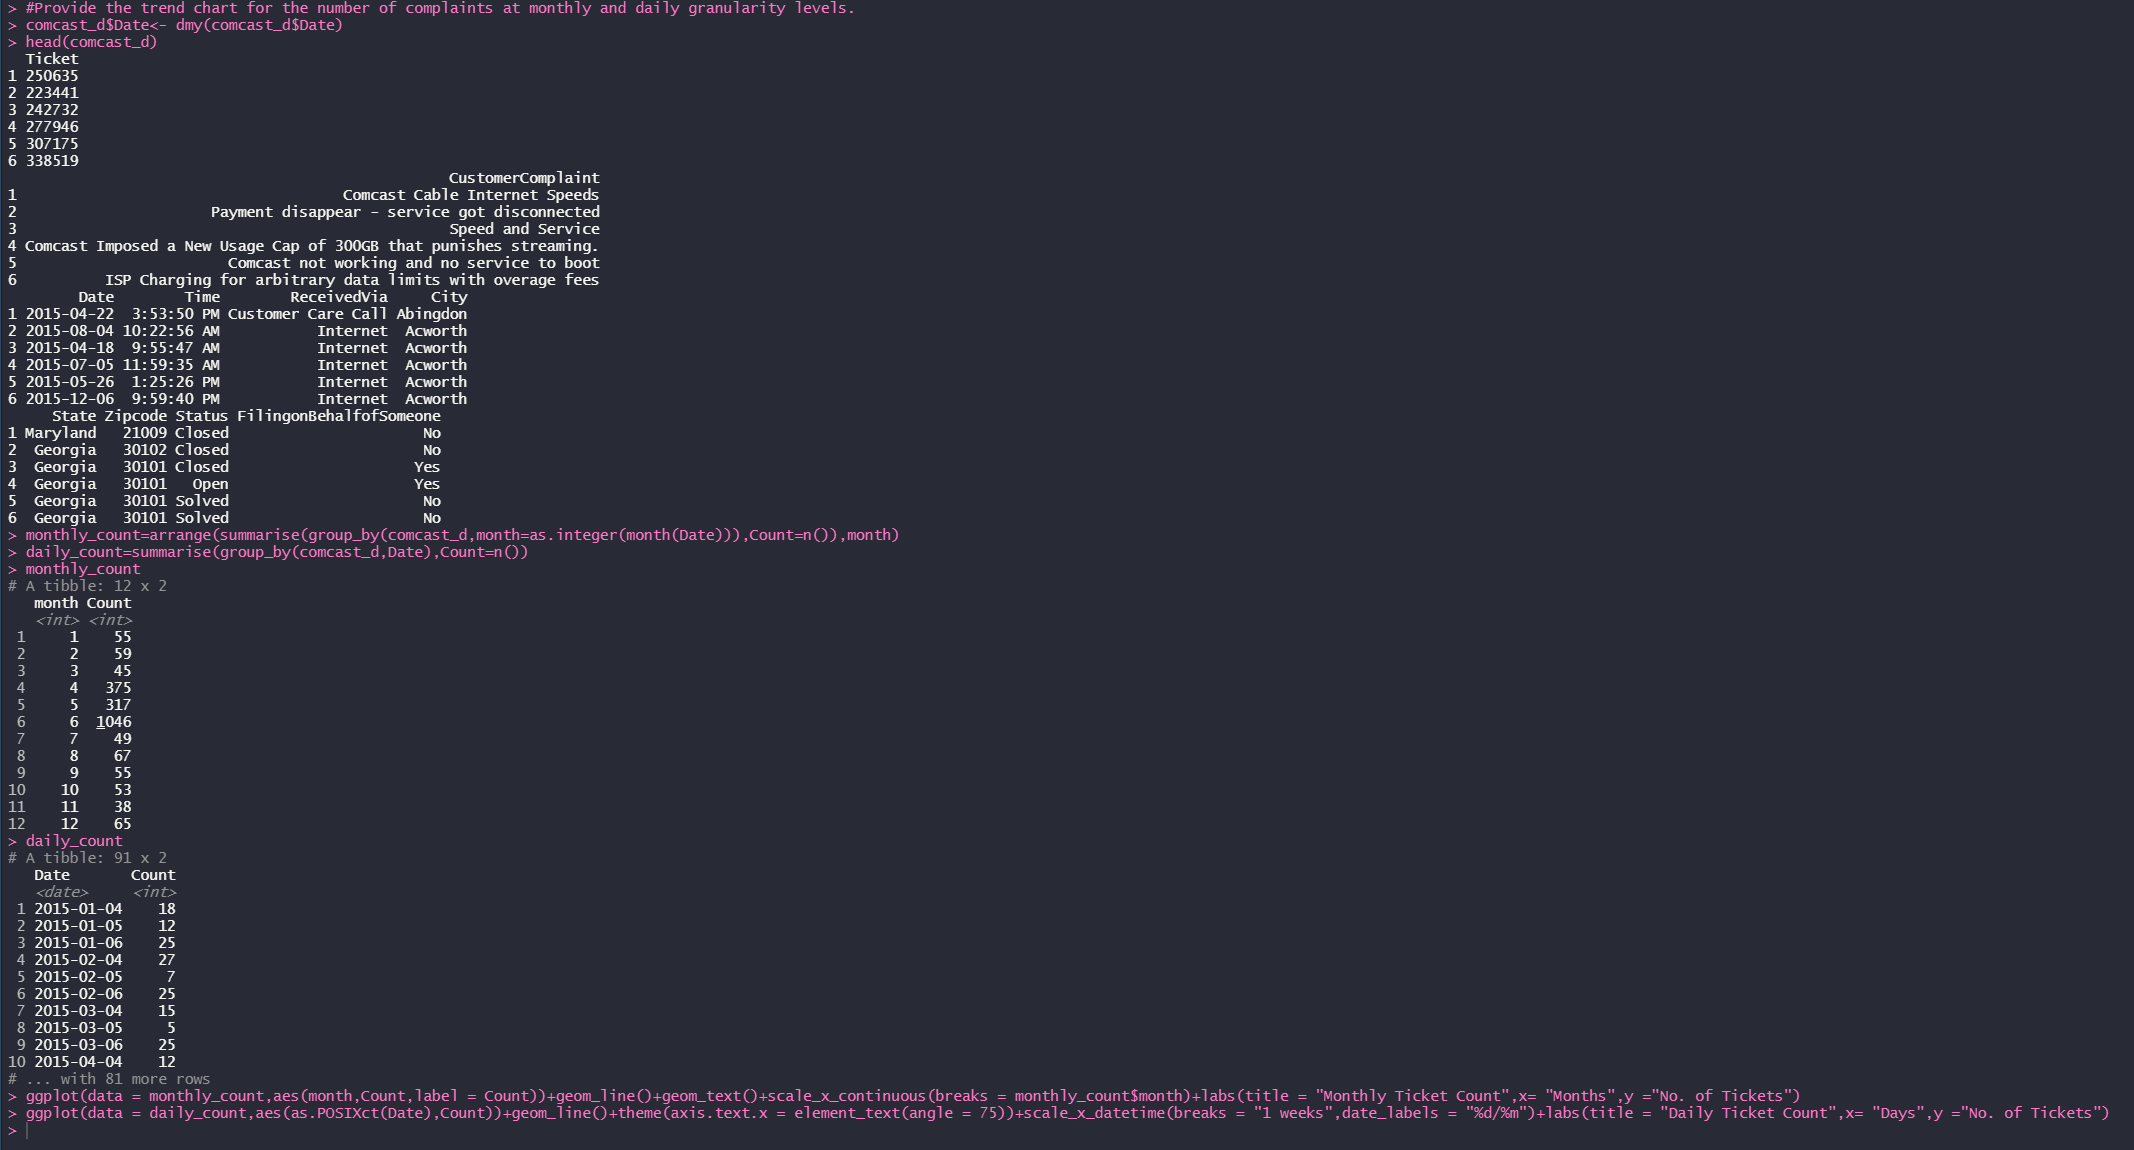 > #Provide the trend chart for the number of complaints at monthly and daily granularity levels.
> comcast_d$Date<- dmy(comcast_d$Date)
> head(comcast_d)
  Ticket
1 250635
2 223441
3 242732
4 277946
5 307175
6 338519
                                                CustomerComplaint
1                                    Comcast Cable Internet Speeds
2                     Payment disappear - service got disconnected
3                                                Speed and Service
4 Comcast Imposed a New Usage Cap of 300GB that punishes streaming.
5                       Comcast not working and no service to boot
6         ISP Charging for arbitrary data limits with overage fees
        Date        Time        ReceivedVia     City
1 2015-04-22  3:53:50 PM Customer Care Call Abingdon
2 2015-08-04 10:22:56 AM           Internet  Acworth
3 2015-04-18  9:55:47 AM           Internet  Acworth
4 2015-07-05 11:59:35 AM           Internet  Acworth
5 2015-05-26  1:25:26 PM           Internet  Acworth
6 2015-12-06  9:59:40 PM           Internet  Acworth
     State Zipcode Status FilingonBehalfofSomeone
1 Maryland   21009 Closed                      No
2  Georgia   30102 Closed                      No
3  Georgia   30101 Closed                     Yes
4  Georgia   30101   Open                     Yes
5  Georgia   30101 Solved                      No
6  Georgia   30101 Solved                      No
> monthly_count=arrange(summarise(group_by(comcast_d,month=as.integer(month(Date))),Count=n()),month)
> daily_count=summarise(group_by(comcast_d,Date),Count=n())
> monthly_count
# A tibble: 12 x 2
   month Count
   <int> <int>
 1     1    55
 2     2    59
 3     3    45
 4     4   375
 5     5   317
 6     6  1046
 7     7    49
 8     8    67
 9     9    55
10    10    53
11    11    38
12    12    65
> daily_count
# A tibble: 91 x 2
   Date       Count
   <date>     <int>
 1 2015-01-04    18
 2 2015-01-05    12
 3 2015-01-06    25
 4 2015-02-04    27
 5 2015-02-05     7
 6 2015-02-06    25
 7 2015-03-04    15
 8 2015-03-05     5
 9 2015-03-06    25
10 2015-04-04    12
# ... with 81 more rows
> ggplot(data = monthly_count,aes(month,Count,label = Count))+geom_line()+geom_text()+scale_x_continuous(breaks = monthly_count$month)+labs(title = "Monthly Ticket Count",x= "Months",y ="No. of Tickets")
> ggplot(data = daily_count,aes(as.POSIXct(Date),Count))+geom_line()+theme(axis.text.x = element_text(angle = 75))+scale_x_datetime(breaks = "1 weeks",date_labels = "%d/%m")+labs(title = "Daily Ticket Count",x= "Days",y ="No. of Tickets")
>